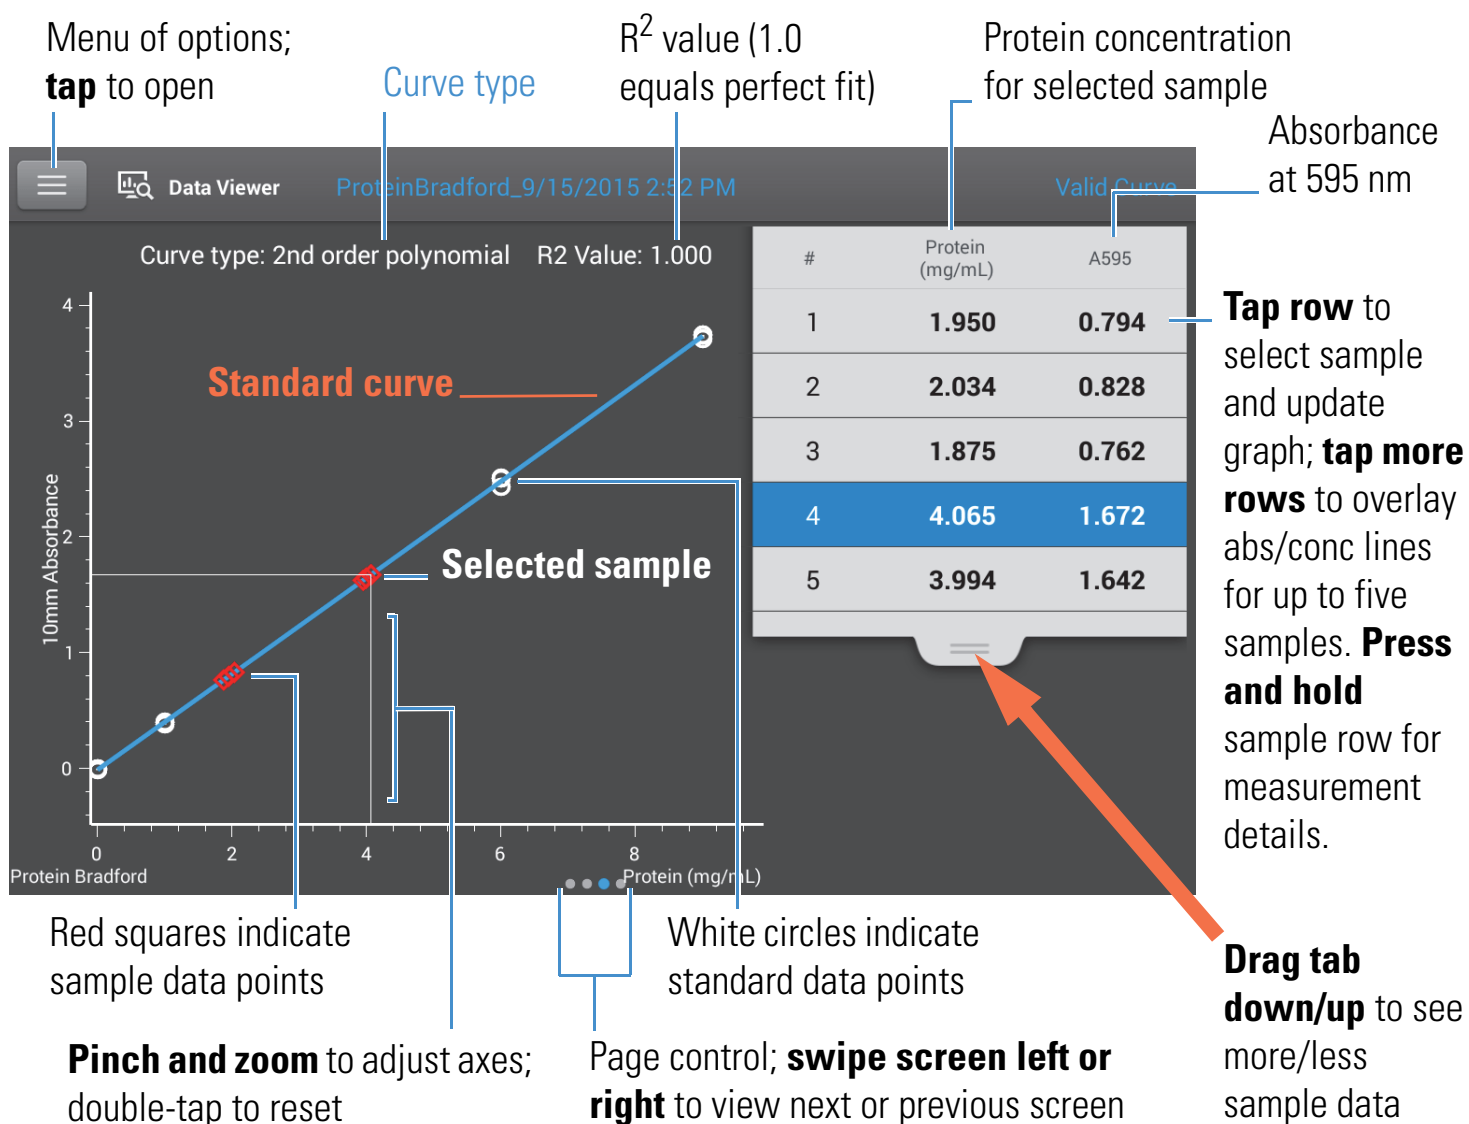 Menu of options;
tap to open
Curve type
R2 value (1.0
equals perfect fit)
Protein concentration
for selected sample
Absorbance
at 595 nm
Data Viewer
ProteinBradford_9/15/2015 2:52 PM
Valid Curve
Curve type: 2nd order polynomial R2 Value: 1.000
# Protein (mg/mL) A595
1 1.950 0.794
2 2.034 0.828
3 1.875 0.762
4 4.065 1.672
5 3.994 1.642
Standard curve
Selected sample
10mm Absorbance
4
3
2
1
0
0 2 4 6 8
Protein Bradford
Protein (mg/mL)
Tap row to
select sample
and update
graph; tap more
rows to overlay
abs/conc lines
for up to five
samples. Press
and hold
sample row for
measurement
details.
Red squares indicate
sample data points
White circles indicate
standard data points
Drag tab
down/up to see
more/less
sample data
Pinch and zoom to adjust axes;
double-tap to reset
Page control; swipe screen left or
right to view next or previous screen